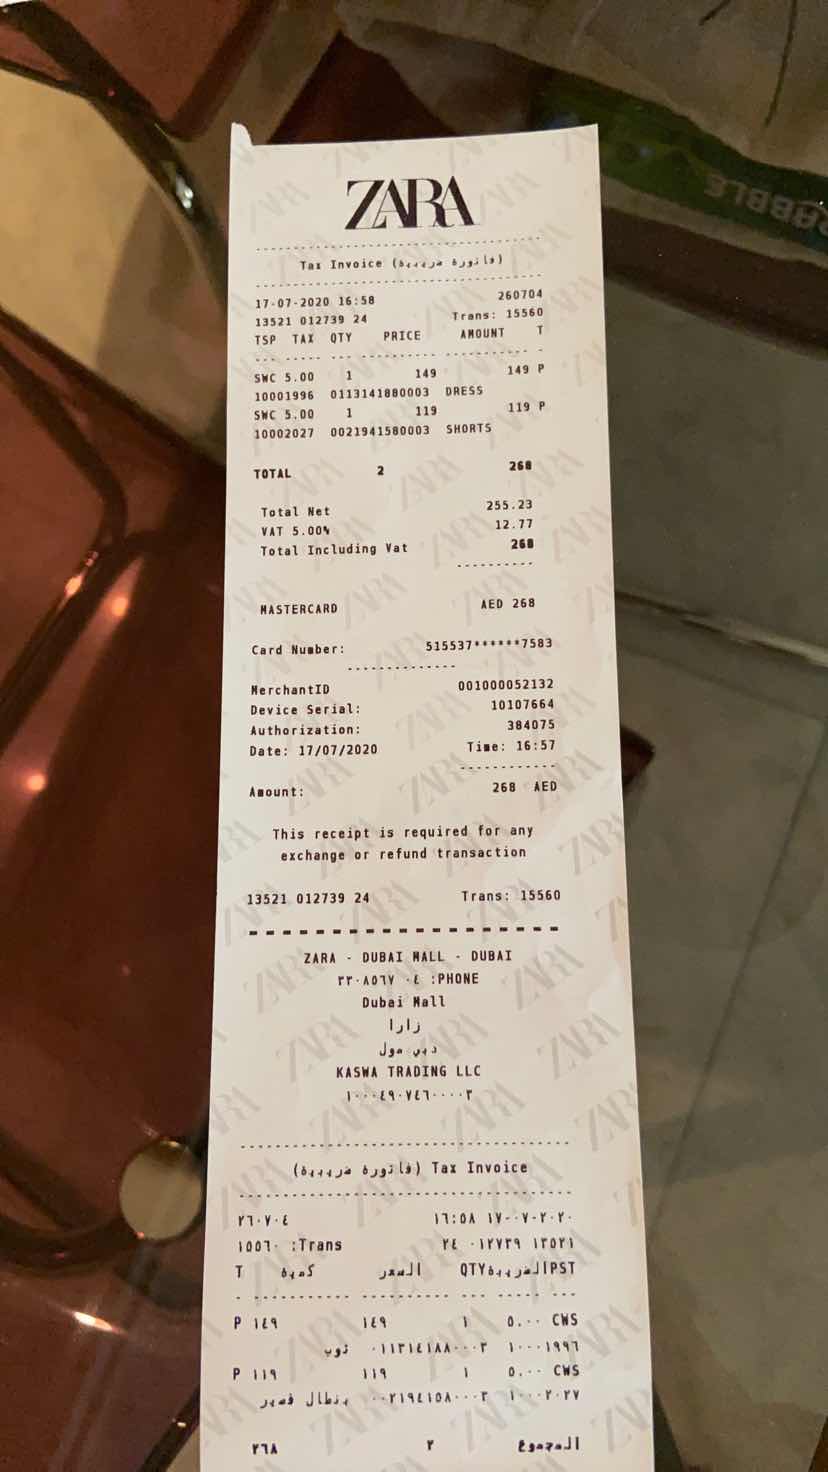 ZARA
Tax Invoice (فاتورة ضريبية)
17-07-2020 16:58 260704
13521 012739 24 Trans: 15560
TSP TAX QTY PRICE AMOUNT T
SWC 5.00 1 149 149 P
10001996 0113141880003 DRESS
SWC 5.00 1 119 119 P
10002027 0021941580003 SHORTS
TOTAL 2 268
Total Net 255.23
VAT 5.00% 12.77
Total Including Vat 268
MASTERCARD AED 268
Card Number: 515537******7583
MerchantID 001000052132
Device Serial: 10107664
Authorization: 384075
Date: 17/07/2020 Time: 16:57
Amount: 268 AED
This receipt is required for any
exchange or refund transaction
13521 012739 24 Trans: 15560
ZARA - DUBAI MALL - DUBAI
٣٣٠٨٥٦٧ ٠٤ :PHONE
Dubai Mall
زارا
دبي مول
KASWA TRADING LLC
١٠٠٠٤٩٠٧٤٦٠٠٠٠٣
(فاتورة ضريبية) Tax Invoice
٢٦٠٧٠٤ ١٦:٥٨ ١٧-٠٧-٢٠٢٠
١٥٥٦٠ :Trans ٢٤ ٠١٢٧٣٩ ١٣٥٢١
T كمية السعر QTY الضريبة PST
P ١٤٩ ١٤٩ ١ ٥.٠٠ CWS
ثوب ٠١١٣١٤١٨٨٠٠٠٣ ١٠٠٠١٩٩٦
P ١١٩ ١١٩ ١ ٥.٠٠ CWS
بنطال قصير ٠٠٢١٩٤١٥٨٠٠٠٣ ١٠٠٠٢٠٢٧
٢٦٨ ٢ المجموع